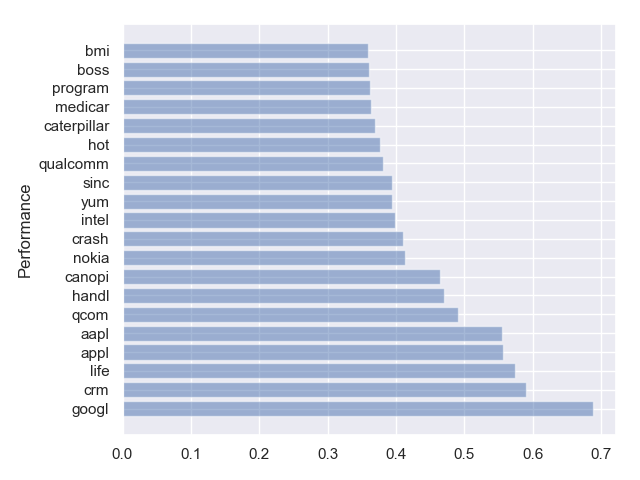 bmi
boss
program
medicar
caterpillar
hot
qualcomm
sinc
yum
intel
crash
nokia
canopi
handl
qcom
aapl
appl
life
crm
googl
Performance
0.0 0.1 0.2 0.3 0.4 0.5 0.6 0.7